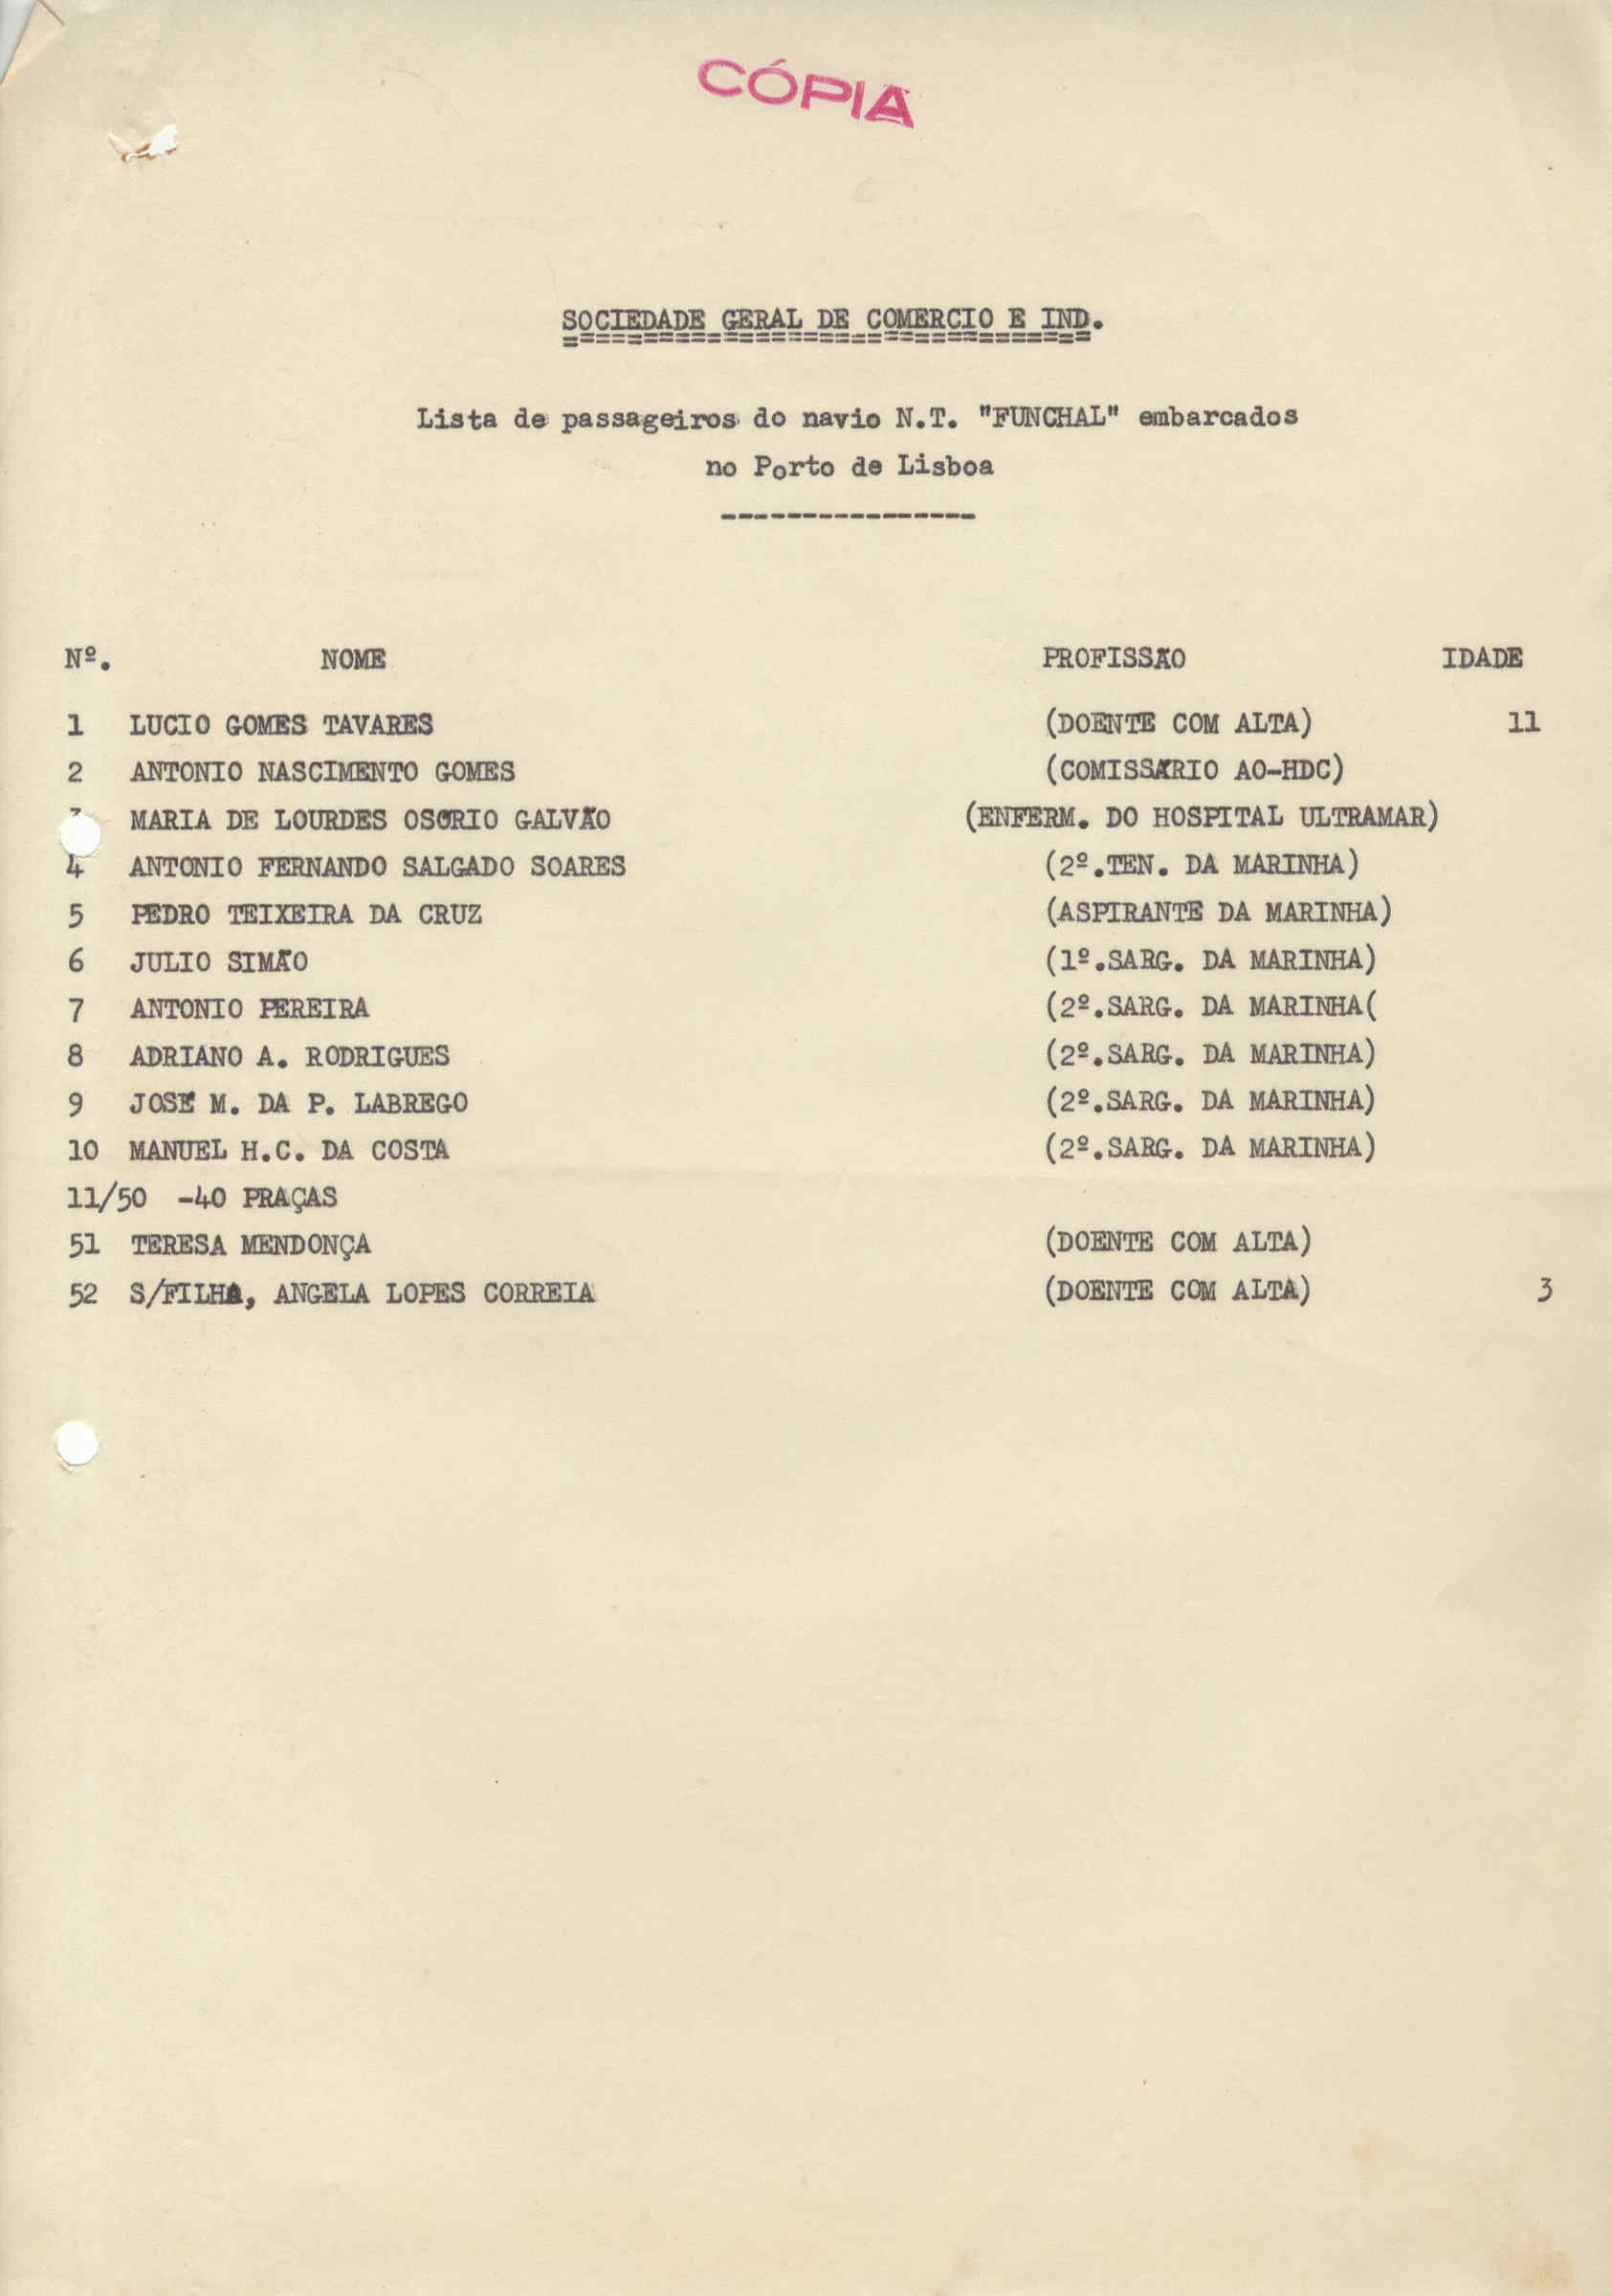 CÓPIA
SOCIEDADE GERAL DE COMERCIO E IND.
=================================
Lista de passageiros do navio N.T. "FUNCHAL" embarcados
no Porto de Lisboa
----------------
Nº. NOME PROFISSÃO IDADE
1 LUCIO GOMES TAVARES (DOENTE COM ALTA) 11
2 ANTONIO NASCIMENTO GOMES (COMISSÁRIO AO-HDC)
MARIA DE LOURDES OSÓRIO GALVÃO (ENFERM. DO HOSPITAL ULTRAMAR)
4 ANTONIO FERNANDO SALGADO SOARES (2º.TEN. DA MARINHA)
5 PEDRO TEIXEIRA DA CRUZ (ASPIRANTE DA MARINHA)
6 JULIO SIMÃO (1º.SARG. DA MARINHA)
7 ANTONIO PEREIRA (2º.SARG. DA MARINHA(
8 ADRIANO A. RODRIGUES (2º.SARG. DA MARINHA)
9 JOSÉ M. DA P. LABREGO (2º.SARG. DA MARINHA)
10 MANUEL H.C. DA COSTA (2º.SARG. DA MARINHA)
11/50 -40 PRAÇAS
51 TERESA MENDONÇA (DOENTE COM ALTA)
52 S/FILHA, ANGELA LOPES CORREIA (DOENTE COM ALTA) 3